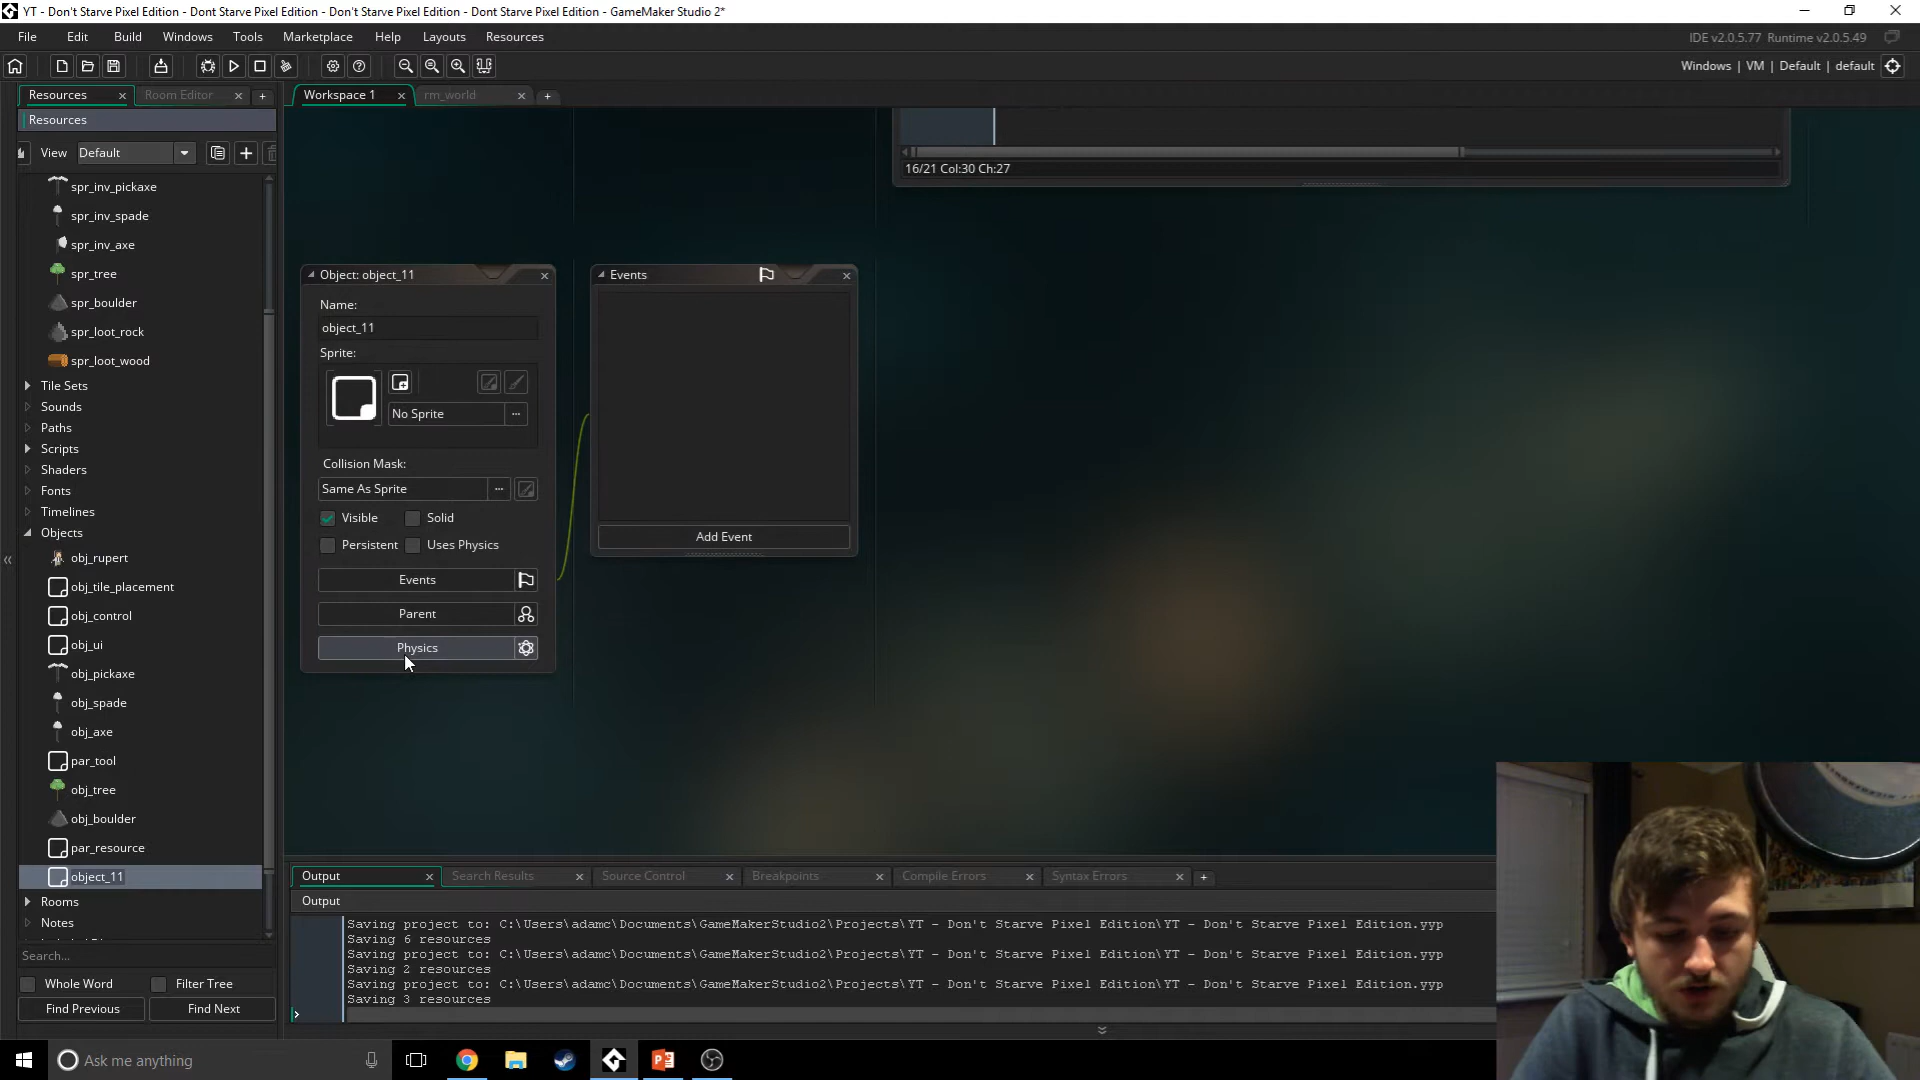 YT - Don't Starve Pixel Edition - Dont Starve Pixel Edition - Don't Starve Pixel Edition - Dont Starve Pixel Edition - GameMaker Studio 2*
File Edit Build Windows Tools Marketplace Help Layouts Resources
IDE v2.0.5.77 Runtime v2.0.5.49
Windows | VM | Default | default
Resources
Room Editor
Workspace 1
rm_world
Resources
View Default
spr_inv_pickaxe
spr_inv_spade
spr_inv_axe
spr_tree
spr_boulder
spr_loot_rock
spr_loot_wood
Tile Sets
Sounds
Paths
Scripts
Shaders
Fonts
Timelines
Objects
obj_rupert
obj_tile_placement
obj_control
obj_ui
obj_pickaxe
obj_spade
obj_axe
par_tool
obj_tree
obj_boulder
par_resource
object_11
Rooms
Notes
Search...
Whole Word Filter Tree
Find Previous Find Next
16/21 Col:30 Ch:27
Object: object_11
Name:
object_11
Sprite:
No Sprite
Collision Mask:
Same As Sprite
Visible Solid
Persistent Uses Physics
Events
Parent
Physics
Events
Add Event
Output Search Results Source Control Breakpoints Compile Errors Syntax Errors
Output
Saving project to: C:\Users\adamc\Documents\GameMakerStudio2\Projects\YT - Don't Starve Pixel Edition\YT - Don't Starve Pixel Edition.yyp
Saving 6 resources
Saving project to: C:\Users\adamc\Documents\GameMakerStudio2\Projects\YT - Don't Starve Pixel Edition\YT - Don't Starve Pixel Edition.yyp
Saving 2 resources
Saving project to: C:\Users\adamc\Documents\GameMakerStudio2\Projects\YT - Don't Starve Pixel Edition\YT - Don't Starve Pixel Edition.yyp
Saving 3 resources
Ask me anything